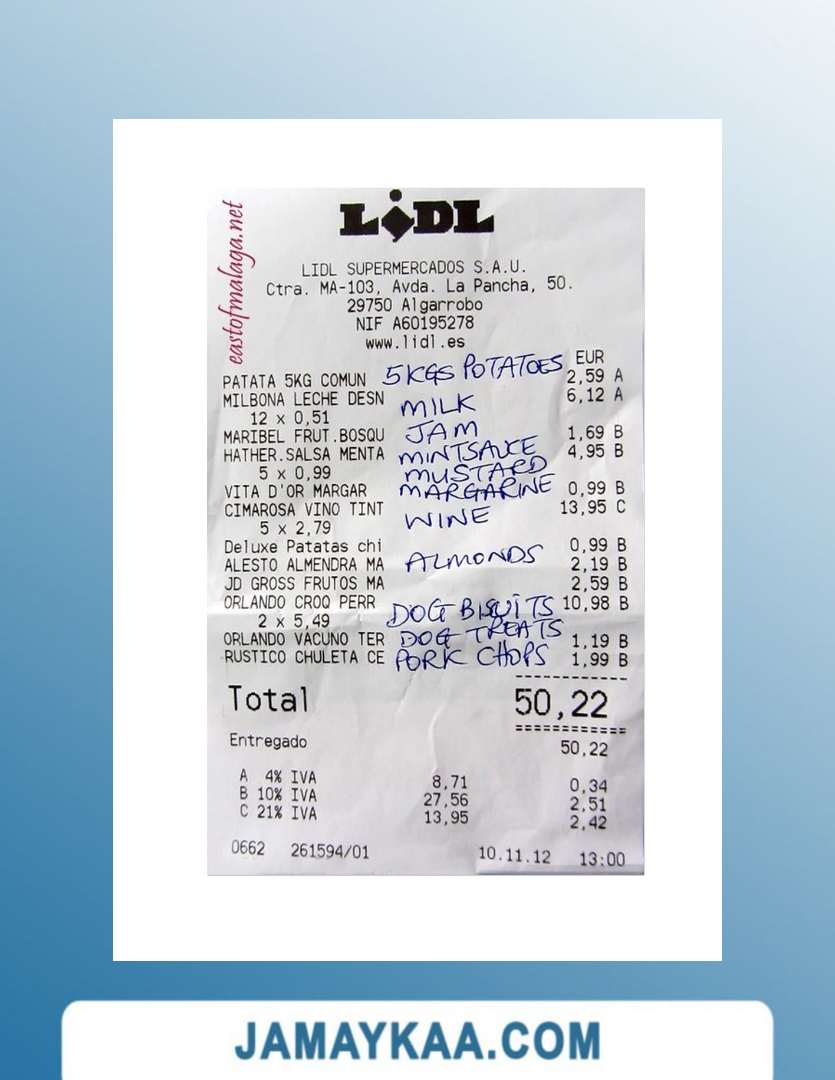 eastofmalaga.net
LIDL
LIDL SUPERMERCADOS S.A.U.
Ctra. MA-103, Avda. La Pancha, 50.
29750 Algarrobo
NIF A60195278
www.lidl.es
EUR
PATATA 5KG COMUN 5KGS POTATOES 2,59 A
MILBONA LECHE DESN MILK 6,12 A
12 x 0,51
MARIBEL FRUT.BOSQU JAM 1,69 B
HATHER.SALSA MENTA MINTSAUCE 4,95 B
5 x 0,99 MUSTARD
VITA D'OR MARGAR MARGARINE 0,99 B
CIMAROSA VINO TINT WINE 13,95 C
5 x 2,79
Deluxe Patatas chi 0,99 B
ALESTO ALMENDRA MA ALMONDS 2,19 B
JD GROSS FRUTOS MA 2,59 B
ORLANDO CROQ PERR DOG BISUITS 10,98 B
2 x 5,49
ORLANDO VACUNO TER DOG TREATS 1,19 B
RUSTICO CHULETA CE PORK CHOPS 1,99 B
Total 50,22
Entregado 50,22
A 4% IVA 8,71 0,34
B 10% IVA 27,56 2,51
C 21% IVA 13,95 2,42
0662 261594/01 10.11.12 13:00
JAMAYKAA.COM